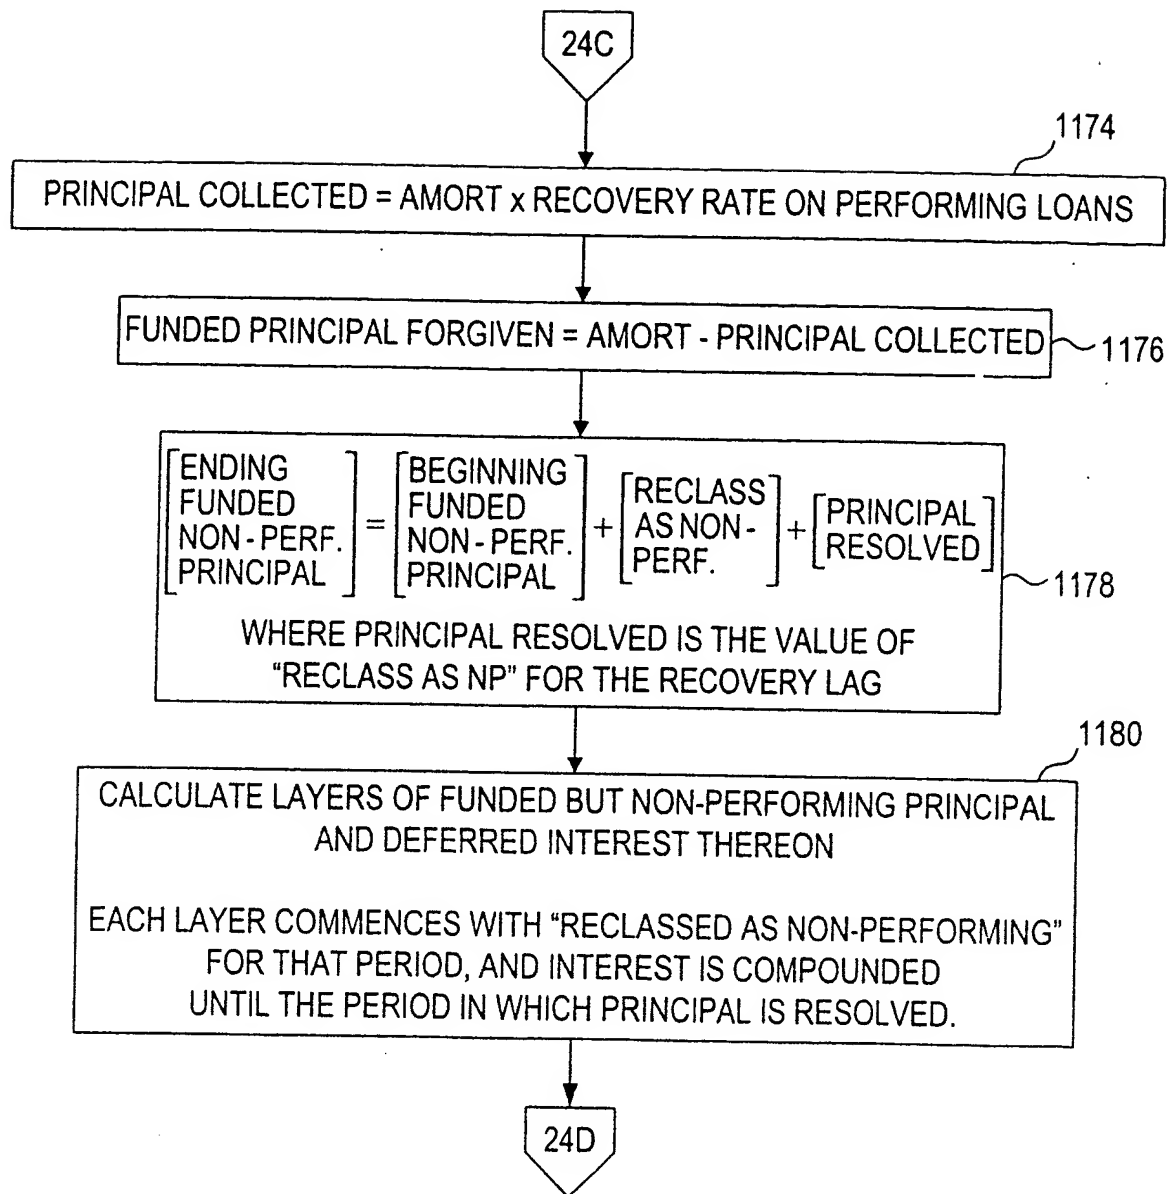 24C
1174
PRINCIPAL COLLECTED = AMORT x RECOVERY RATE ON PERFORMING LOANS
FUNDED PRINCIPAL FORGIVEN = AMORT - PRINCIPAL COLLECTED
1176
[ENDING FUNDED NON-PERF. PRINCIPAL] = [BEGINNING FUNDED NON-PERF. PRINCIPAL] + [RECLASS AS NON-PERF.] + [PRINCIPAL RESOLVED]
1178
WHERE PRINCIPAL RESOLVED IS THE VALUE OF
"RECLASS AS NP" FOR THE RECOVERY LAG
1180
CALCULATE LAYERS OF FUNDED BUT NON-PERFORMING PRINCIPAL
AND DEFERRED INTEREST THEREON
EACH LAYER COMMENCES WITH "RECLASSED AS NON-PERFORMING"
FOR THAT PERIOD, AND INTEREST IS COMPOUNDED
UNTIL THE PERIOD IN WHICH PRINCIPAL IS RESOLVED.
24D